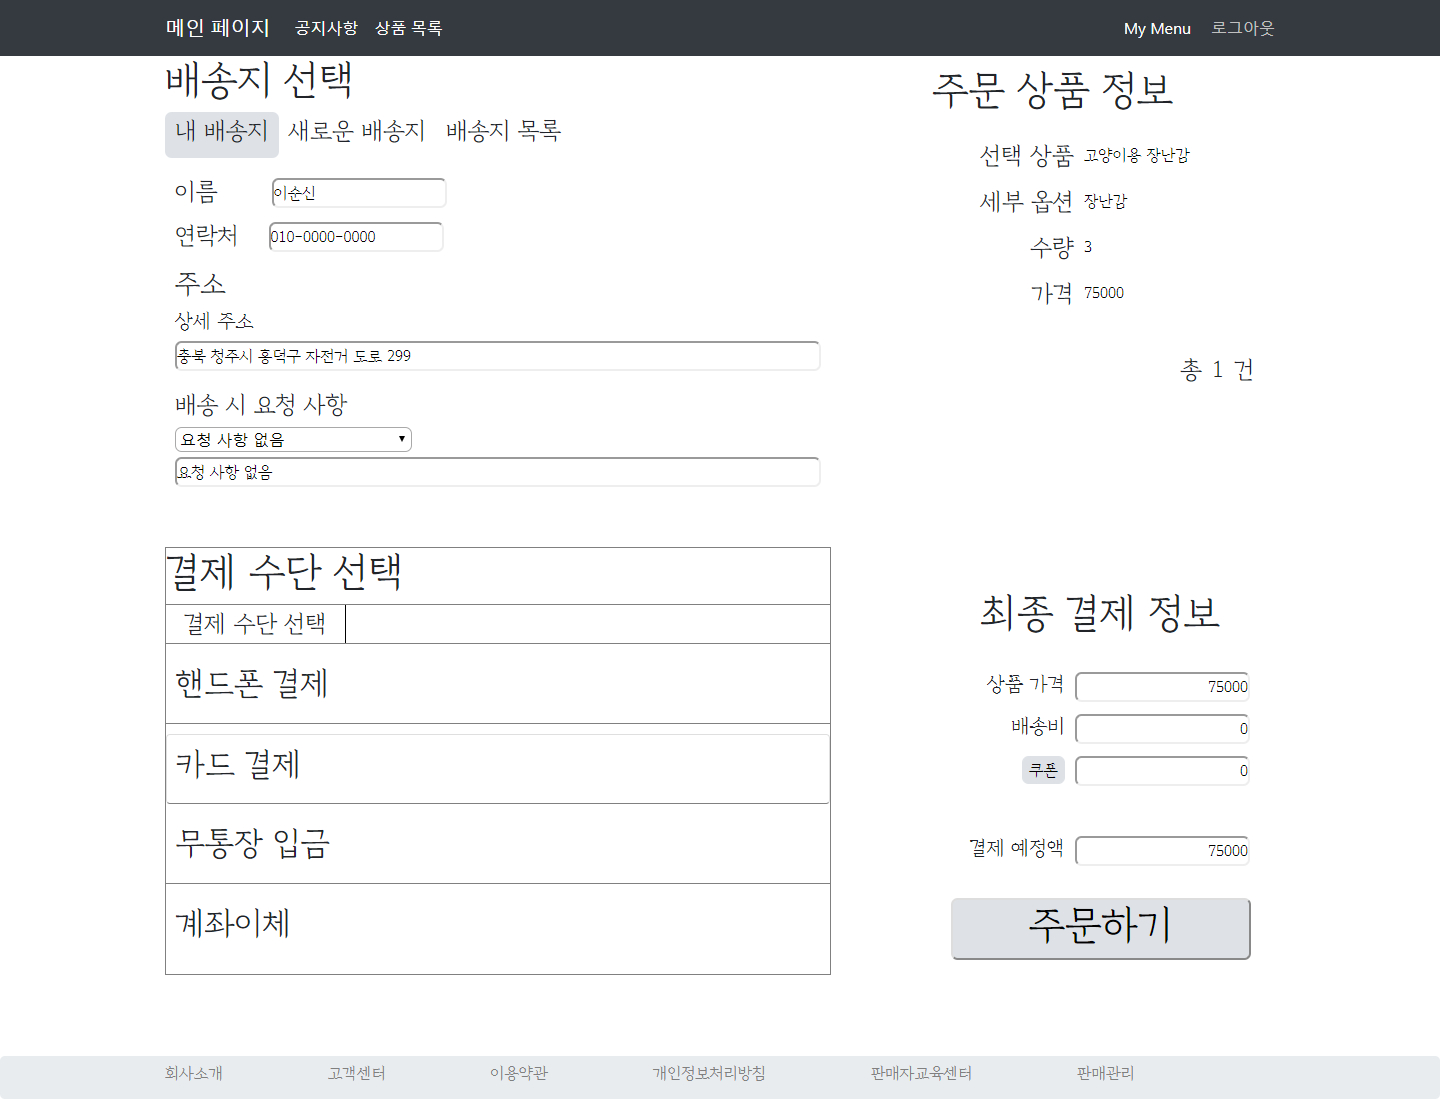 메인 페이지 공지사항 상품 목록 My Menu 로그아웃
배송지 선택
내 배송지 새로운 배송지 배송지 목록
이름 이순신
연락처 010-0000-0000
주소
상세 주소
충북 청주시 흥덕구 자전거 도로 299
배송 시 요청 사항
요청 사항 없음
요청 사항 없음
주문 상품 정보
선택 상품 고양이용 장난감
세부 옵션 장난감
수량 3
가격 75000
총 1 건
결제 수단 선택
결제 수단 선택
핸드폰 결제
카드 결제
무통장 입금
계좌이체
최종 결제 정보
상품 가격 75000
배송비 0
쿠폰 0
결제 예정액 75000
주문하기
회사소개 고객센터 이용약관 개인정보처리방침 판매자교육센터 판매관리